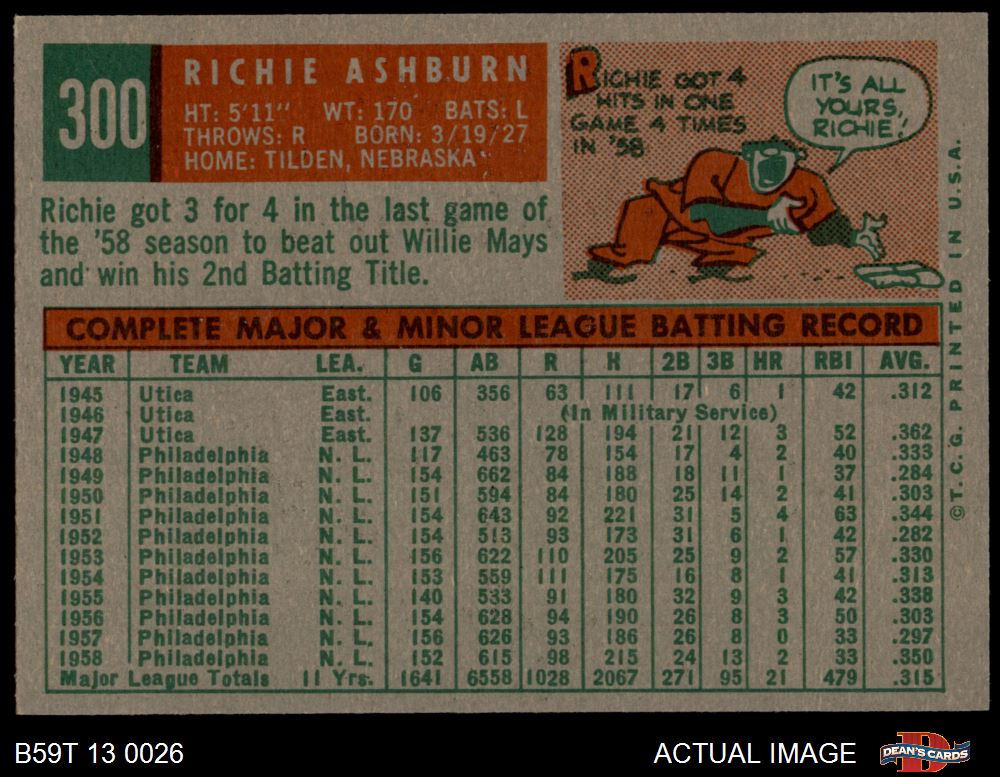 300
RICHIE ASHBURN
HT: 5'11" WT: 170 BATS: L
THROWS: R BORN: 3/19/27
HOME: TILDEN, NEBRASKA
Richie got 3 for 4 in the last game of
the '58 season to beat out Willie Mays
and win his 2nd Batting Title.
RICHIE GOT 4
HITS IN ONE
GAME 4 TIMES
IN '58
IT'S ALL
YOURS,
RICHIE!
COMPLETE MAJOR & MINOR LEAGUE BATTING RECORD
YEAR TEAM LEA. G AB R H 2B 3B HR RBI AVG.
1945 Utica East. 106 356 63 111 17 6 1 42 .312
1946 Utica East. (In Military Service)
1947 Utica East. 137 536 128 194 21 12 3 52 .362
1948 Philadelphia N. L. 117 463 78 154 17 4 2 40 .333
1949 Philadelphia N. L. 154 662 84 188 18 11 1 37 .284
1950 Philadelphia N. L. 151 594 84 180 25 14 2 41 .303
1951 Philadelphia N. L. 154 643 92 221 31 5 4 63 .344
1952 Philadelphia N. L. 154 513 93 173 31 6 1 42 .282
1953 Philadelphia N. L. 156 622 110 205 25 9 2 57 .330
1954 Philadelphia N. L. 153 559 111 175 16 8 1 41 .313
1955 Philadelphia N. L. 140 533 91 180 32 9 3 42 .338
1956 Philadelphia N. L. 154 628 94 190 26 8 3 50 .303
1957 Philadelphia N. L. 156 626 93 186 26 8 0 33 .297
1958 Philadelphia N. L. 152 615 98 215 24 13 2 33 .350
Major League Totals 11 Yrs. 1641 6558 1028 2067 271 95 21 479 .315
©T. C. G. PRINTED IN U.S.A.
B59T 13 0026
ACTUAL IMAGE
DEAN'S CARDS